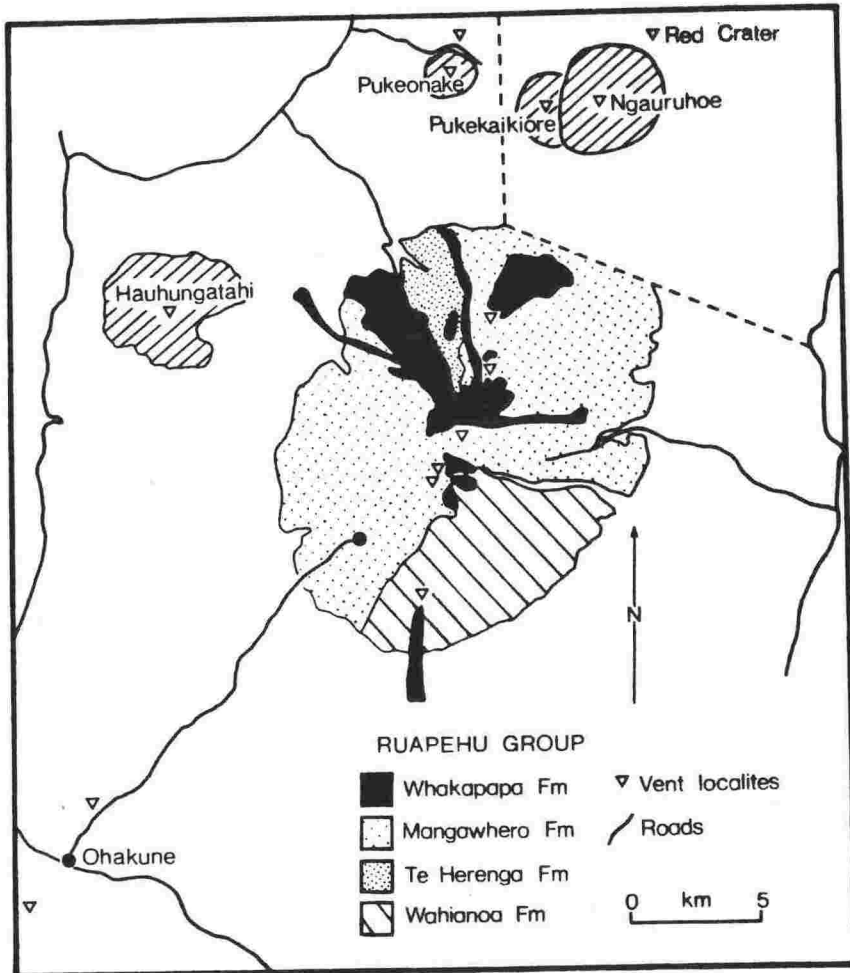 Red Crater
Pukeonake
Pukekaikiore
Ngauruhoe
Hauhungatahi
N
RUAPEHU GROUP
Whakapapa Fm
Vent localites
Mangawhero Fm
Roads
Te Herenga Fm
Wahianoa Fm
0 km 5
Ohakune